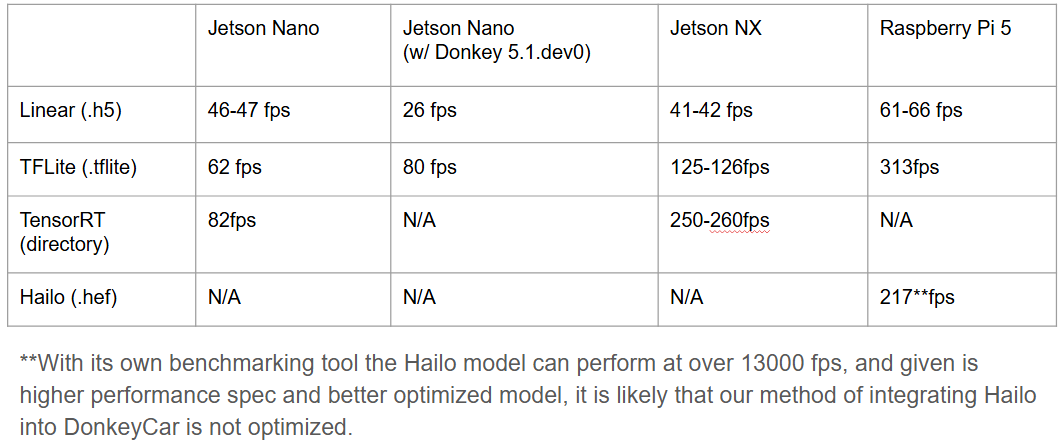 Jetson Nano Jetson Nano Jetson NX Raspberry Pi 5
(w/ Donkey 5.1.dev0)
Linear (.h5) 46-47 fps 26 fps 41-42 fps 61-66 fps
TFLite (.tflite) 62 fps 80 fps 125-126fps 313fps
TensorRT 82fps N/A 250-260fps N/A
(directory)
Hailo (.hef) N/A N/A N/A 217**fps
**With its own benchmarking tool the Hailo model can perform at over 13000 fps, and given is
higher performance spec and better optimized model, it is likely that our method of integrating Hailo
into DonkeyCar is not optimized.